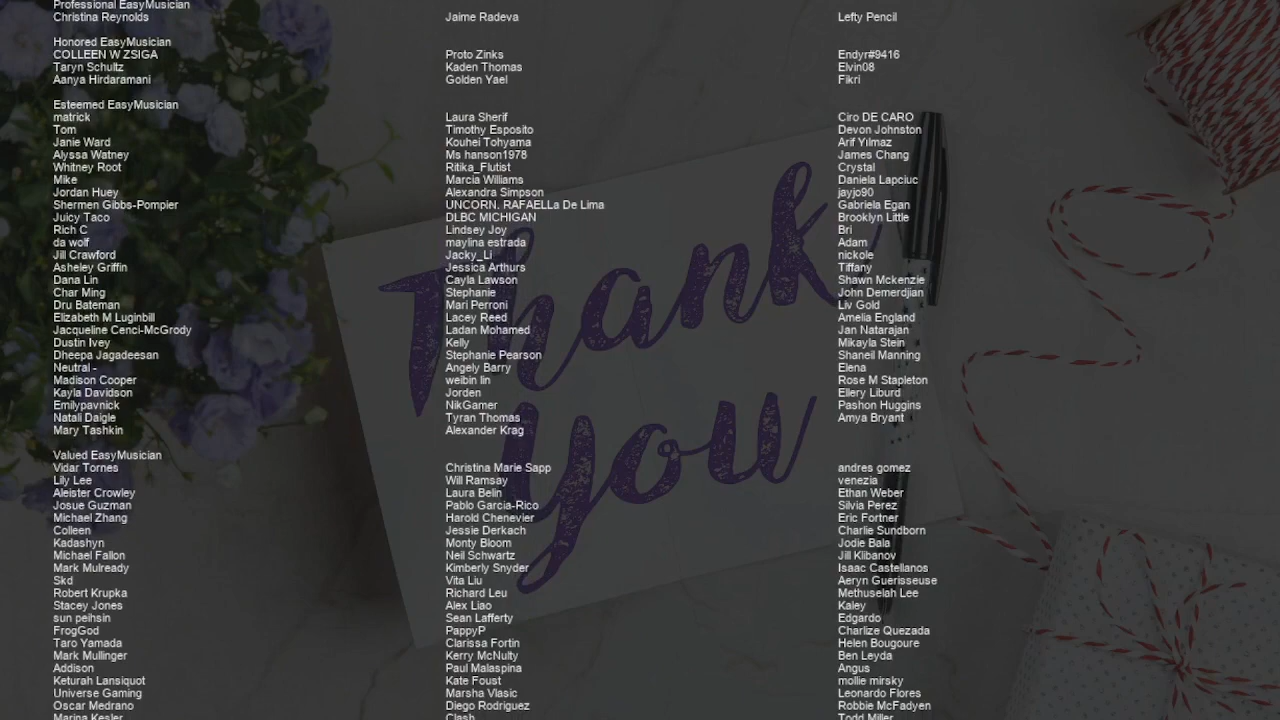 Professional EasyMusician
Christina Reynolds Jaime Radeva Lefty Pencil
Honored EasyMusician
COLLEEN W ZSIGA Proto Zinks Endyr#9416
Taryn Schultz Kaden Thomas Elvin08
Aanya Hirdaramani Golden Yael Fikri
Esteemed EasyMusician
matrick Laura Sherif Ciro DE CARO
Tom Timothy Esposito Devon Johnston
Janie Ward Kouhei Tohyama Arif Yilmaz
Alyssa Watney Ms hanson1978 James Chang
Whitney Root Ritika_Flutist Crystal
Mike Marcia Williams Daniela Lapciuc
Jordan Huey Alexandra Simpson jayjo90
Shermen Gibbs-Pompier UNCORN. RAFAELLa De Lima Gabriela Egan
Juicy Taco DLBC MICHIGAN Brooklyn Little
Rich C Lindsey Joy Bri
da wolf maylina estrada Adam
Jill Crawford Jacky_Li nickole
Asheley Griffin Jessica Arthurs Tiffany
Dana Lin Cayla Lawson Shawn Mckenzie
Char Ming Stephanie John Demerdjian
Dru Bateman Mari Perroni Liv Gold
Elizabeth M Luginbill Lacey Reed Amelia England
Jacqueline Cenci-McGrody Ladan Mohamed Jan Natarajan
Dustin Ivey Kelly Mikayla Stein
Dheepa Jagadeesan Stephanie Pearson Shaneil Manning
Neutral - Angely Barry Elena
Madison Cooper weibin lin Rose M Stapleton
Kayla Davidson Jorden Ellery Liburd
Emilypavnick NikGamer Pashon Huggins
Natali Daigle Tyran Thomas Amya Bryant
Mary Tashkin Alexander Krag
Valued EasyMusician
Vidar Tornes Christina Marie Sapp andres gomez
Lily Lee Will Ramsay venezia
Aleister Crowley Laura Belin Ethan Weber
Josue Guzman Pablo Garcia-Rico Silvia Perez
Michael Zhang Harold Chenevier Eric Fortner
Colleen Jessie Derkach Charlie Sundborn
Kadashyn Monty Bloom Jodie Bala
Michael Fallon Neil Schwartz Jill Klibanov
Mark Mulready Kimberly Snyder Isaac Castellanos
Skd Vita Liu Aeryn Guerisseuse
Robert Krupka Richard Leu Methuselah Lee
Stacey Jones Alex Liao Kaley
sun peihsin Sean Lafferty Edgardo
FrogGod PappyP Charlize Quezada
Taro Yamada Clarissa Fortin Helen Bougoure
Mark Mullinger Kerry McNulty Ben Leyda
Addison Paul Malaspina Angus
Keturah Lansiquot Kate Foust mollie mirsky
Universe Gaming Marsha Vlasic Leonardo Flores
Oscar Medrano Diego Rodriguez Robbie McFadyen
Marina Kesler Clash Todd Miller
Thank
you